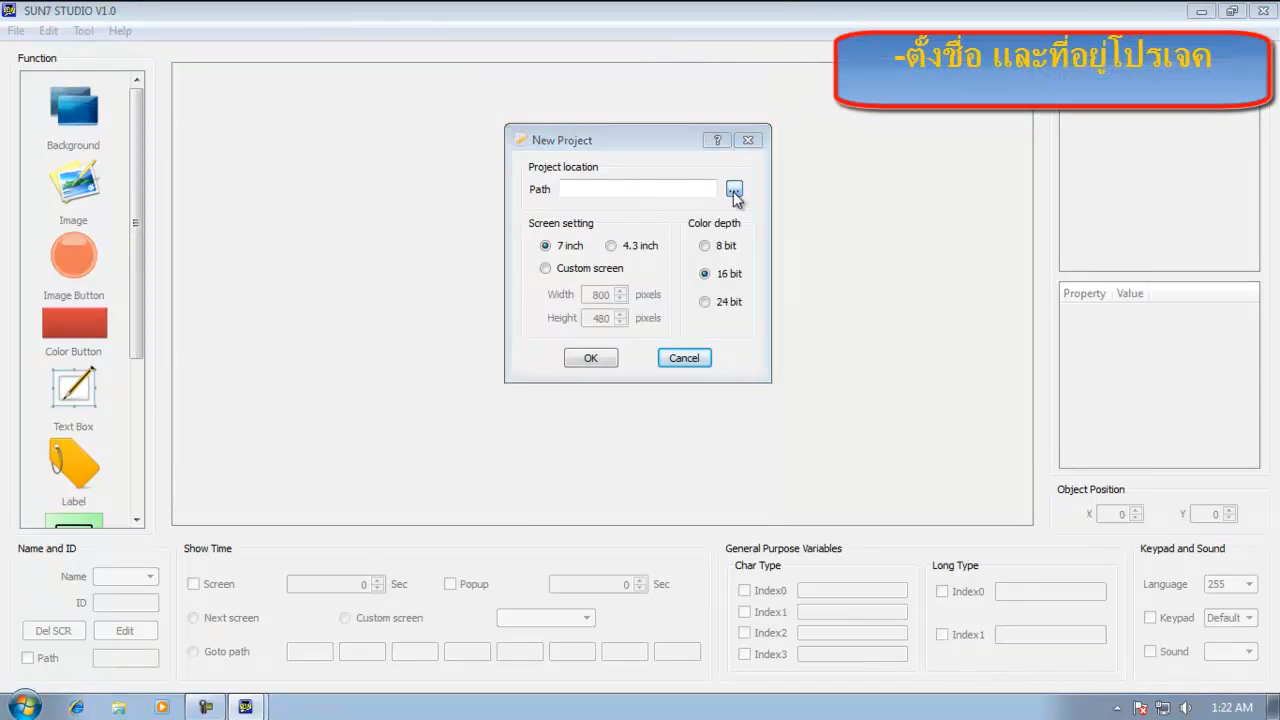 SUN7 STUDIO V1.0
File Edit Tool Help
-ตั้งชื่อ และที่อยู่โปรเจค
Function
Background
Image
Image Button
Color Button
Text Box
Label
New Project
Project location
Path
...
Screen setting
7 inch 4.3 inch
Custom screen
Width 800 pixels
Height 480 pixels
Color depth
8 bit
16 bit
24 bit
OK Cancel
Property Value
Object Position
X 0 Y 0
Name and ID
Name
ID
Del SCR Edit
Path
Show Time
Screen 0 Sec Popup 0 Sec
Next screen Custom screen
Goto path
General Purpose Variables
Char Type
Index0
Index1
Index2
Index3
Long Type
Index0
Index1
Keypad and Sound
Language 255
Keypad Default
Sound
1:22 AM